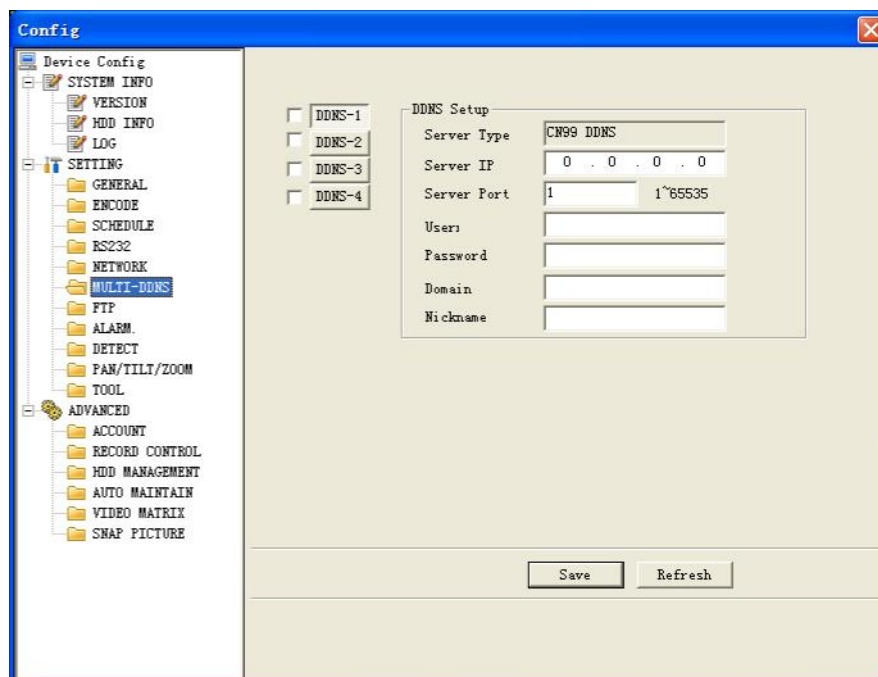 Config
Device Config
SYSTEM INFO
VERSION
HDD INFO
LOG
SETTING
GENERAL
ENCODE
SCHEDULE
RS232
NETWORK
MULTI-DDNS
FTP
ALARM.
DETECT
PAN/TILT/ZOOM
TOOL
ADVANCED
ACCOUNT
RECORD CONTROL
HDD MANAGEMENT
AUTO MAINTAIN
VIDEO MATRIX
SNAP PICTURE
DDNS-1
DDNS-2
DDNS-3
DDNS-4
DDNS Setup
Server Type CN99 DDNS
Server IP 0 . 0 . 0 . 0
Server Port 1 1~65535
User:
Password
Domain
Nickname
Save Refresh